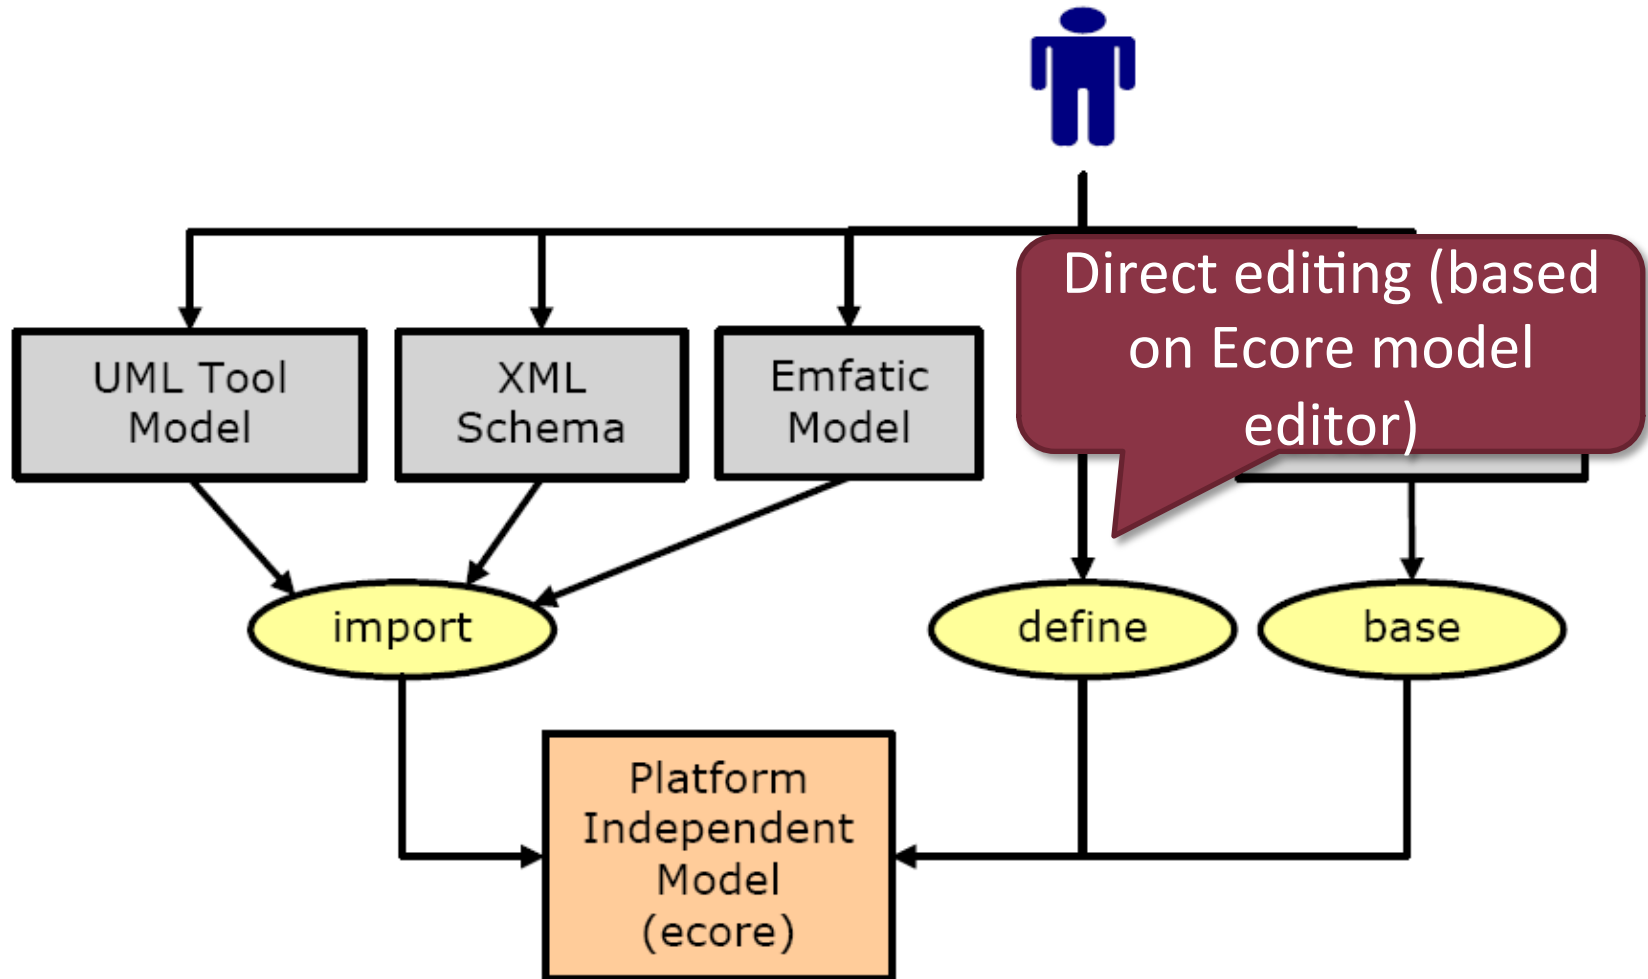 Direct editing (based
on Ecore model
editor)
UML Tool
Model
XML
Schema
Emfatic
Model
import
define
base
Platform
Independent
Model
(ecore)